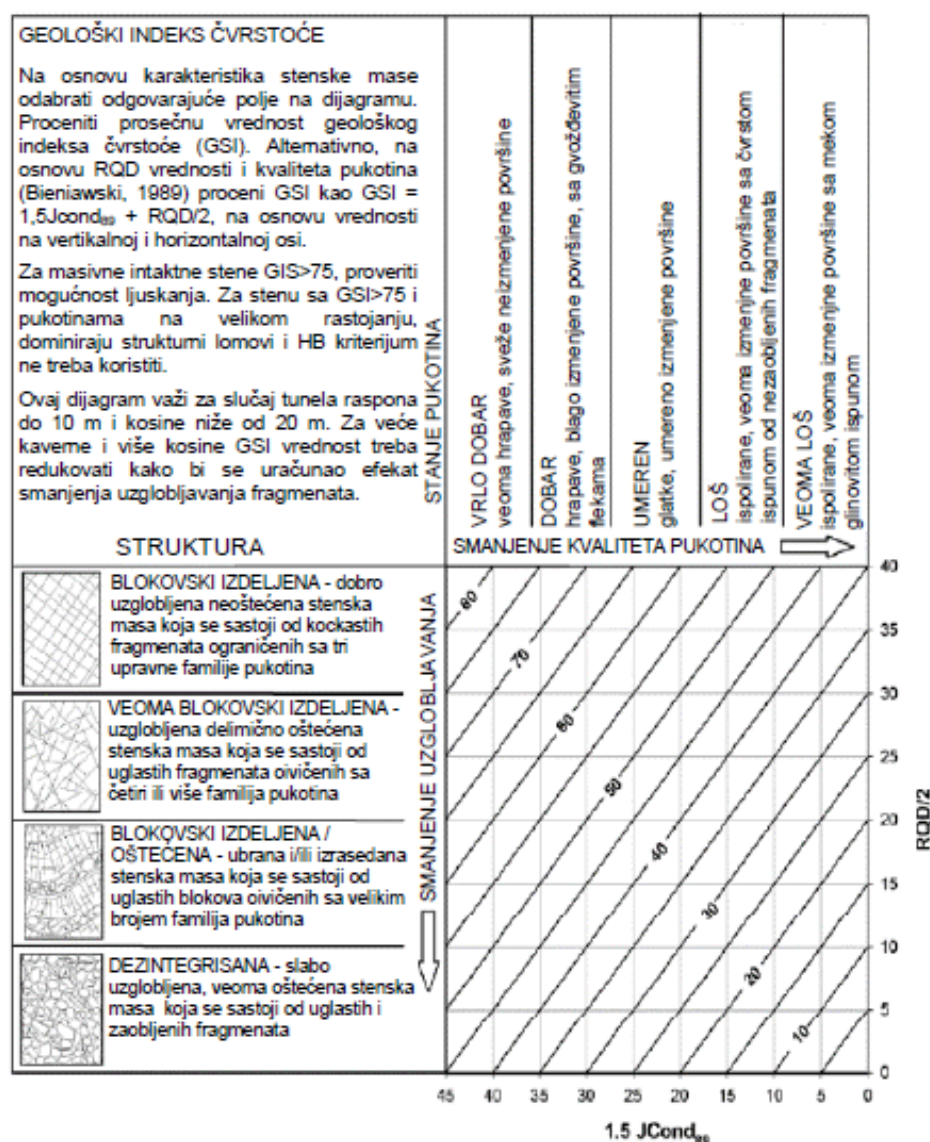 GEOLOŠKI INDEKS ČVRSTOĆE
Na osnovu karakteristika stenske mase
odabrati odgovarajuće polje na dijagramu.
Proceniti prosečnu vrednost geološkog
indeksa čvrstoće (GSI). Alternativno, na
osnovu RQD vrednosti i kvaliteta pukotina
(Bieniawski, 1989) proceni GSI kao GSI =
1,5Jcond₈₉ + RQD/2, na osnovu vrednosti
na vertikalnoj i horizontalnoj osi.
Za masivne intaktne stene GIS>75, proveriti
mogućnost ljuskanja. Za stenu sa GSI>75 i
pukotinama na velikom rastojanju,
dominiraju strukturni lomovi i HB kriterijum
ne treba koristiti.
Ovaj dijagram važi za slučaj tunela raspona
do 10 m i kosine niže od 20 m. Za veće
kaverne i više kosine GSI vrednost treba
redukovati kako bi se uračunao efekat
smanjenja uzglobljavanja fragmenata.
STANJE PUKOTINA
VRLO DOBAR
veoma hrapave, sveže neizmenjene površine
DOBAR
hrapave, blago izmenjene površine, sa gvožđevitim
flekama
UMEREN
glatke, umereno izmenjene površine
LOŠ
ispolirane, veoma izmenjne površine sa čvrstom
ispunom od nezaobljenih fragmenata
VEOMA LOŠ
ispolirane, veoma izmenjne površine sa mekom
glinovitom ispunom
STRUKTURA
SMANJENJE KVALITETA PUKOTINA
BLOKOVSKI IZDELJENA - dobro
uzglobljena neoštećena stenska
masa koja se sastoji od kockastih
fragmenata ograničenih sa tri
upravne familije pukotina
VEOMA BLOKOVSKI IZDELJENA -
uzglobljena delimično oštećena
stenska masa koja se sastoji od
uglastih fragmenata oivičenih sa
četiri ili više familija pukotina
BLOKOVSKI IZDELJENA /
OŠTEĆENA - ubrana i/ili izrasedana
stenska masa koja se sastoji od
uglastih blokova oivičenih sa velikim
brojem familija pukotina
DEZINTEGRISANA - slabo
uzglobljena, veoma oštećena stenska
masa koja se sastoji od uglastih i
zaobljenih fragmenata
SMANJENJE UZGLOBLJAVANJA
80
70
60
50
40
30
20
10
40
35
30
25
20
15
10
5
0
RQD/2
45 40 35 30 25 20 15 10 5 0
1.5 JCond₈₉